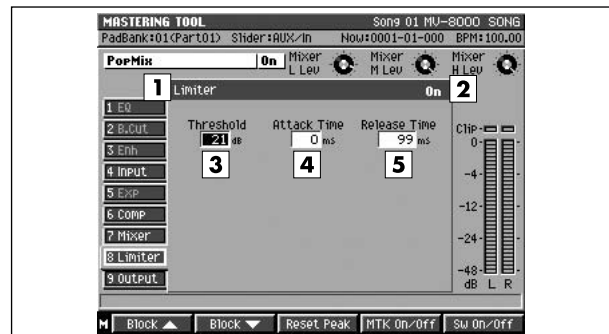 MASTERING TOOL Song 01 MV-8000 SONG
PadBank:01(Part01) Slider:AUX/In Now:0001-01-000 BPM:100.00
PopMix On Mixer L Lev Mixer M Lev Mixer H Lev
1 Limiter On 2
1 EQ
2 B.Cut
3 Enh
4 Input
5 Exp
6 Comp
7 Mixer
8 Limiter
9 Output
Threshold Attack Time Release Time
21 dB 0 ms 99 ms
3 4 5
Clip
0
-4
-12
-24
-48
dB L R
M Block ▲ Block ▼ Reset Peak MTK On/Off Sw On/Off